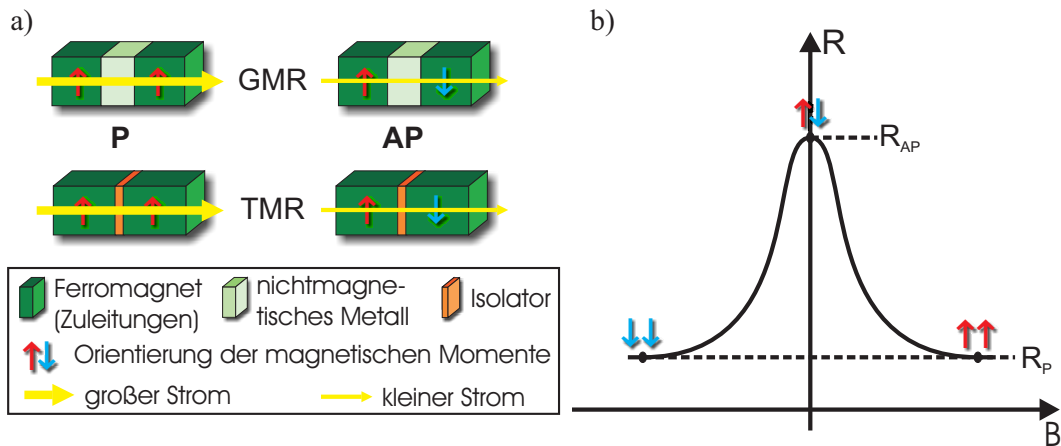 a)
GMR
P
AP
TMR
Ferromagnet
(Zuleitungen)
nichtmagne-
tisches Metall
Isolator
Orientierung der magnetischen Momente
großer Strom
kleiner Strom
b)
R
R_AP
R_P
B